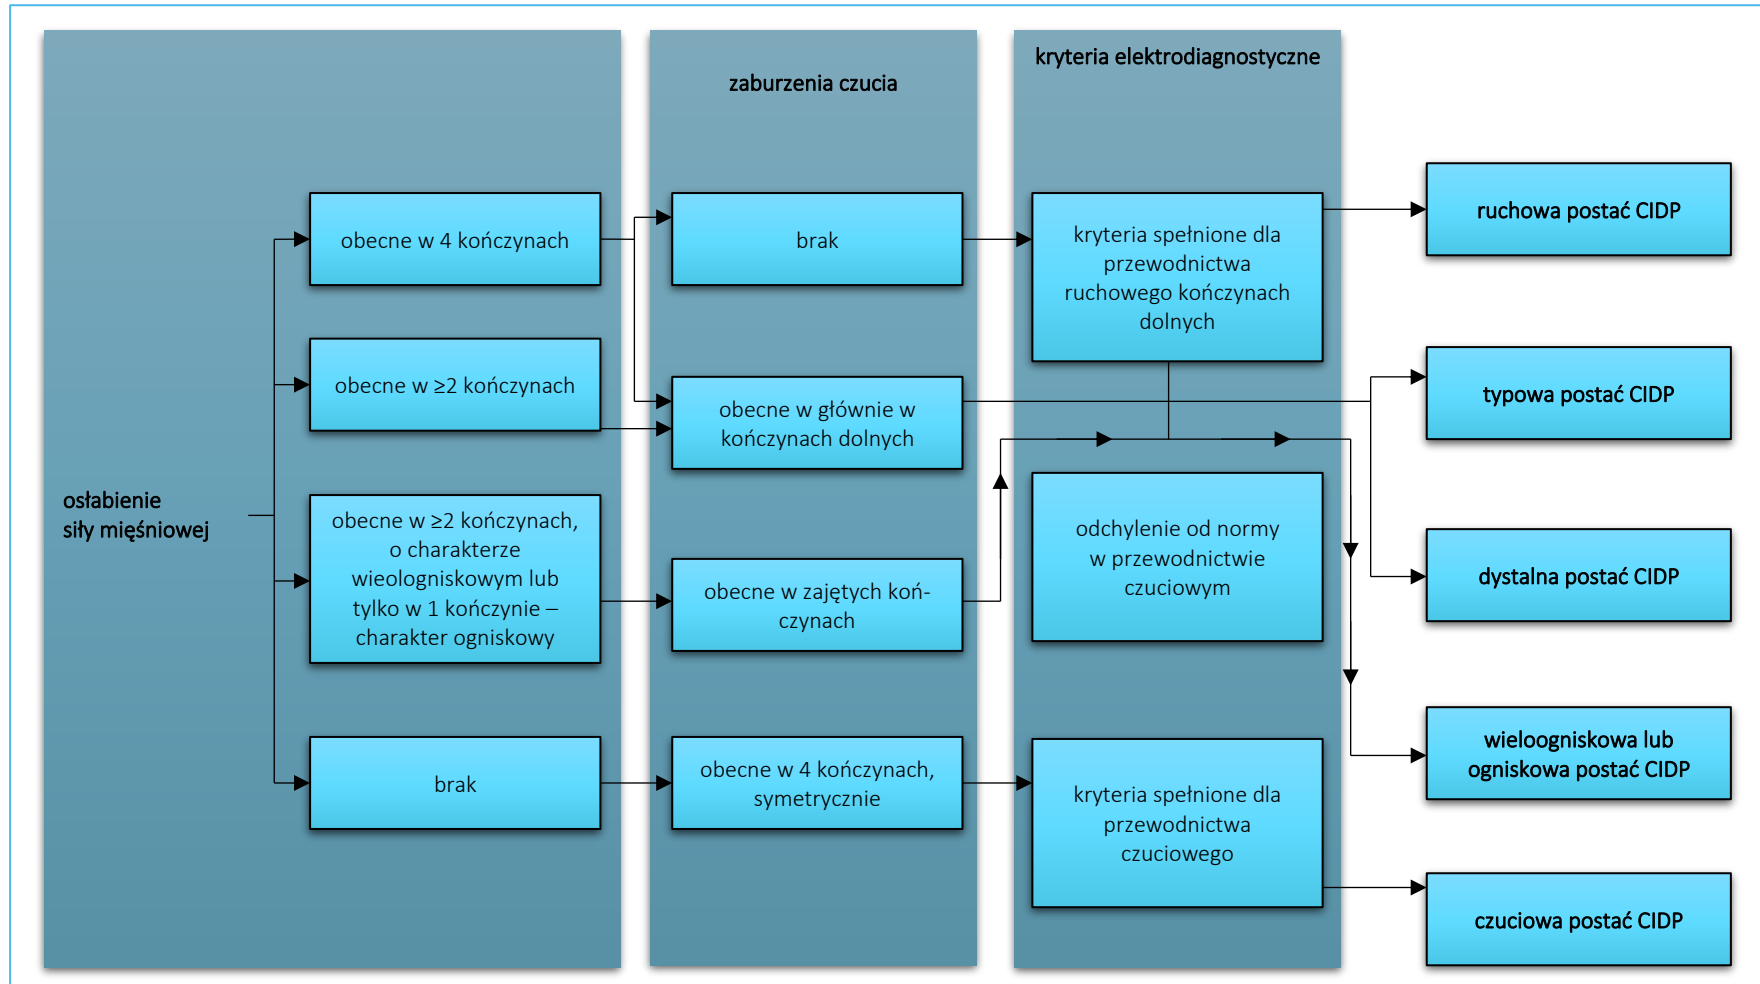 kryteria elektrodiagnostyczne
zaburzenia czucia
osłabienie
siły mięśniowej
obecne w 4 kończynach
obecne w ≥2 kończynach
obecne w ≥2 kończynach,
o charakterze
wieologniskowym lub
tylko w 1 kończynie –
charakter ogniskowy
brak
brak
obecne w głównie w
kończynach dolnych
obecne w zajętych koń-
czynach
obecne w 4 kończynach,
symetrycznie
kryteria spełnione dla
przewodnictwa
ruchowego kończynach
dolnych
odchylenie od normy
w przewodnictwie
czuciowym
kryteria spełnione dla
przewodnictwa
czuciowego
ruchowa postać CIDP
typowa postać CIDP
dystalna postać CIDP
wieloogniskowa lub
ogniskowa postać CIDP
czuciowa postać CIDP